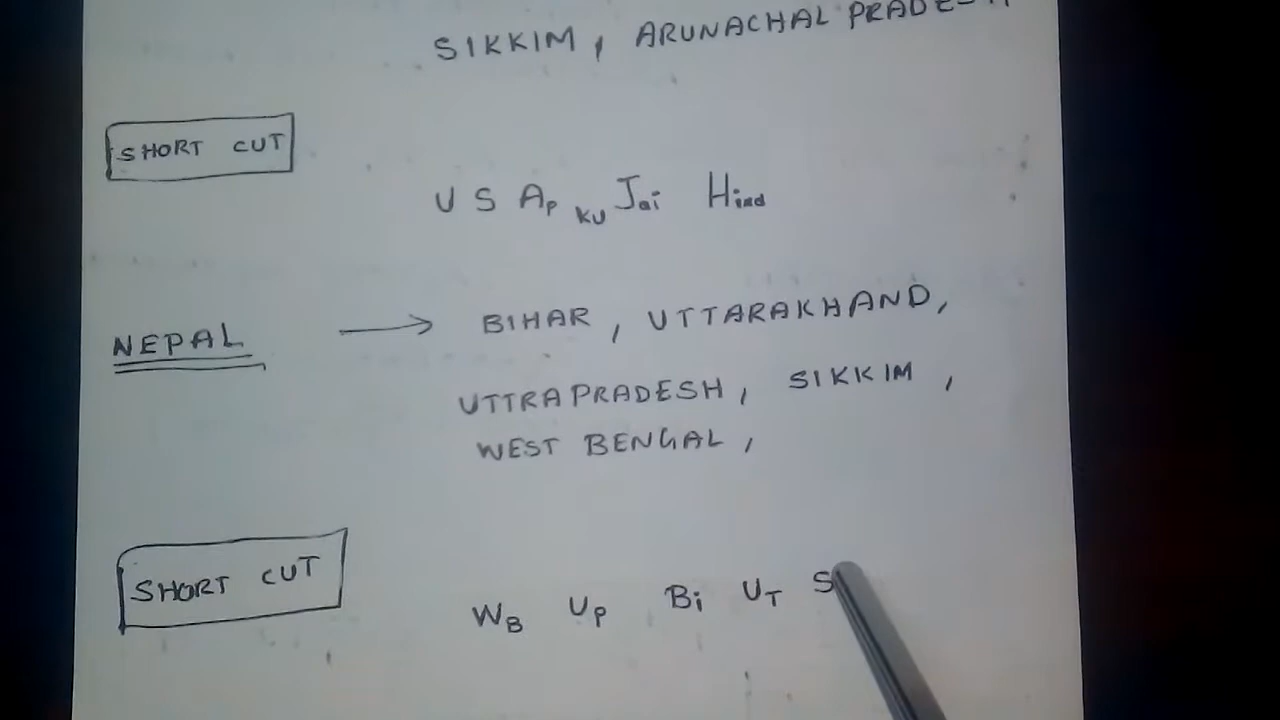 SIKKIM, ARUNACHAL PRADESH
SHORT CUT
U S Ap KU Jai Hind
NEPAL → BIHAR, UTTARAKHAND,
UTTRAPRADESH, SIKKIM,
WEST BENGAL,
SHORT CUT
WB UP Bi UT S